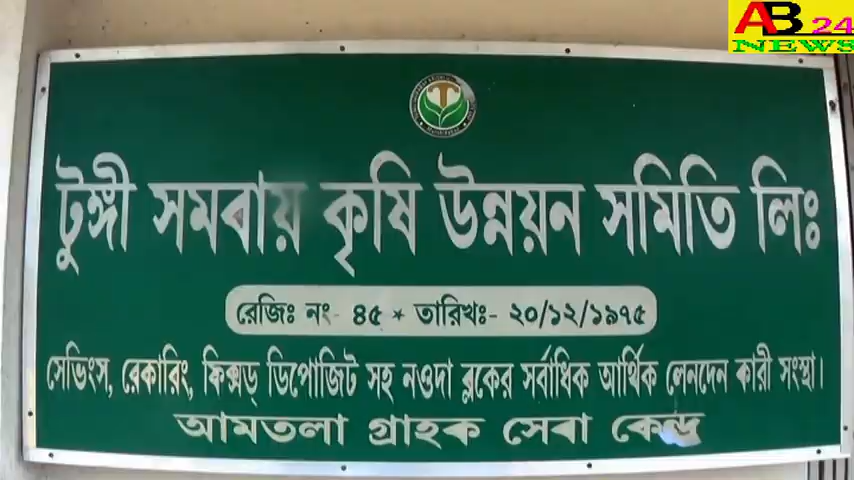 AB 24
NEWS
টুঙ্গী সমবায় কৃষি উন্নয়ন সমিতি লিঃ
রেজিঃ নং- ৪৫ * তারিখঃ- ২০/১২/১৯৭৫
সেভিংস, রেকারিং, ফিক্সড্ ডিপোজিট সহ নওদা ব্লকের সর্বাধিক আর্থিক লেনদেন কারী সংস্থা।
আমতলা গ্রাহক সেবা কেন্দ্র